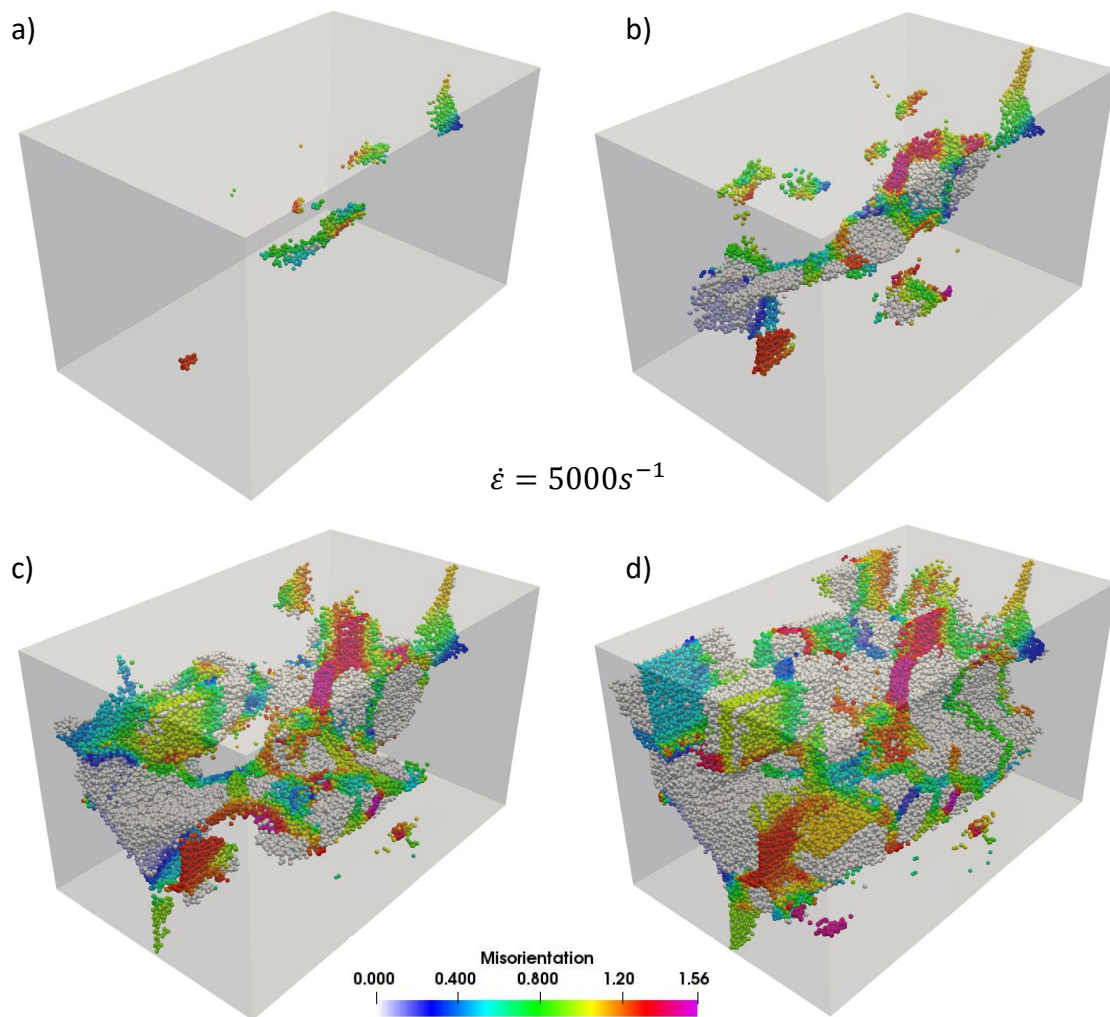 a)
b)
ε̇ = 5000s⁻¹
c)
d)
Misorientation
0.000 0.400 0.800 1.20 1.56